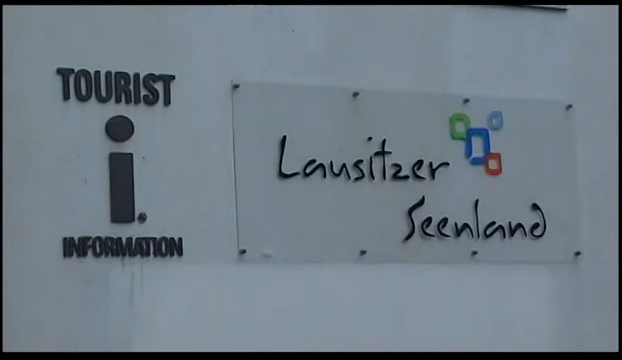 TOURIST
i.
INFORMATION
Lausitzer
Seenland